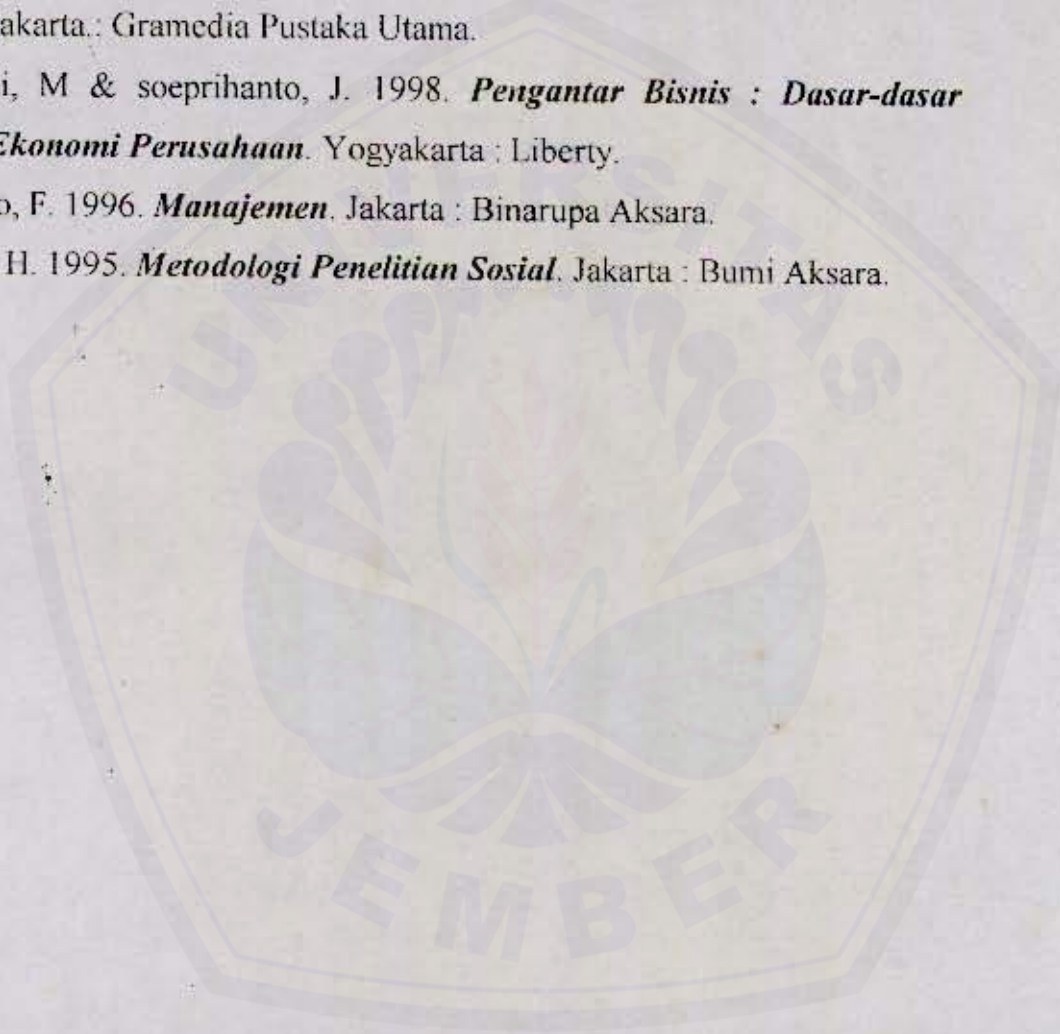 akarta.: Gramedia Pustaka Utama.
i, M & soeprihanto, J. 1998. Pengantar Bisnis : Dasar-dasar
Ekonomi Perusahaan. Yogyakarta : Liberty.
o, F. 1996. Manajemen. Jakarta : Binarupa Aksara.
H. 1995. Metodologi Penelitian Sosial. Jakarta : Bumi Aksara.
UNIVERSITAS
JEMBER